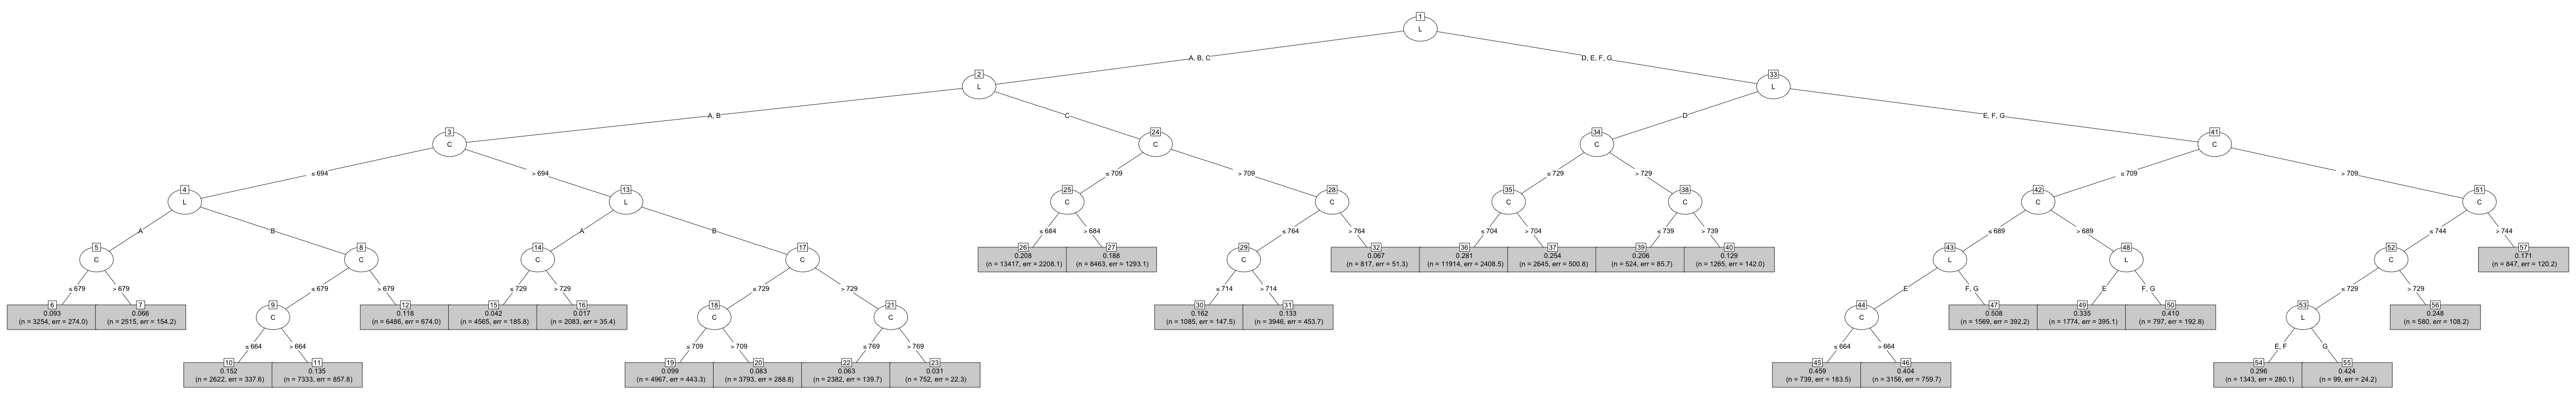 1
L
A, B, C
D, E, F, G
2
L
33
L
A, B
C
D
E, F, G
3
C
24
C
34
C
41
C
≤ 694
> 694
≤ 709
> 709
≤ 729
> 729
≤ 709
> 709
4
L
13
L
25
C
28
C
35
C
38
C
42
C
51
C
A
B
A
B
≤ 684
> 684
≤ 764
> 764
≤ 704
> 704
≤ 739
> 739
≤ 689
> 689
≤ 744
> 744
5
C
8
C
14
C
17
C
26
0.208
(n = 13417, err = 2208.1)
27
0.188
(n = 8463, err = 1293.1)
29
C
32
0.067
(n = 817, err = 51.3)
36
0.281
(n = 11914, err = 2408.5)
37
0.254
(n = 2645, err = 500.8)
39
0.206
(n = 524, err = 85.7)
40
0.129
(n = 1265, err = 142.0)
43
L
48
L
52
C
57
0.171
(n = 847, err = 120.2)
≤ 679
> 679
≤ 679
> 679
≤ 729
> 729
≤ 729
> 729
≤ 714
> 714
E
F, G
E
F, G
≤ 729
> 729
6
0.093
(n = 3254, err = 274.0)
7
0.066
(n = 2515, err = 154.2)
9
C
12
0.118
(n = 6486, err = 674.0)
15
0.042
(n = 4565, err = 185.8)
16
0.017
(n = 2083, err = 35.4)
18
C
21
C
30
0.162
(n = 1085, err = 147.5)
31
0.133
(n = 3946, err = 453.7)
44
C
47
0.508
(n = 1569, err = 392.2)
49
0.335
(n = 1774, err = 395.1)
50
0.410
(n = 797, err = 192.8)
53
L
56
0.248
(n = 580, err = 108.2)
≤ 664
> 664
≤ 709
> 709
≤ 769
> 769
≤ 664
> 664
E, F
G
10
0.152
(n = 2622, err = 337.6)
11
0.135
(n = 7333, err = 857.8)
19
0.099
(n = 4967, err = 443.3)
20
0.083
(n = 3793, err = 288.8)
22
0.063
(n = 2382, err = 139.7)
23
0.031
(n = 752, err = 22.3)
45
0.459
(n = 739, err = 183.5)
46
0.404
(n = 3156, err = 759.7)
54
0.296
(n = 1343, err = 280.1)
55
0.424
(n = 99, err = 24.2)